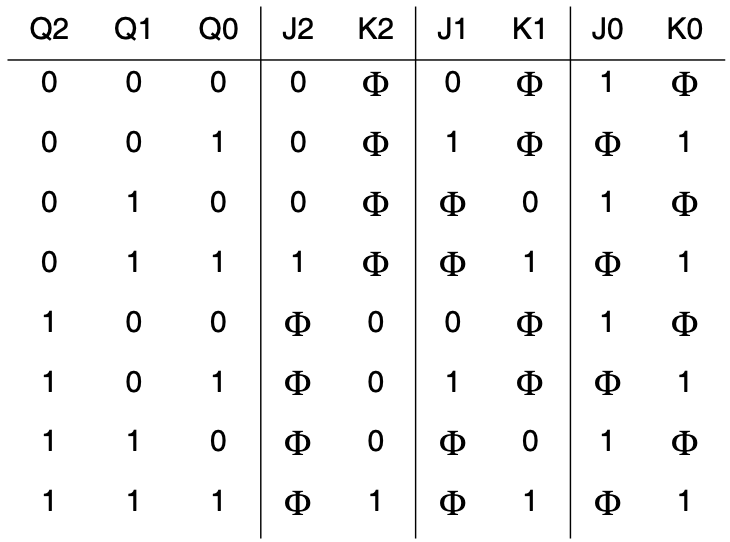 Q2 Q1 Q0 J2 K2 J1 K1 J0 K0
0 0 0 0 Φ 0 Φ 1 Φ
0 0 1 0 Φ 1 Φ Φ 1
0 1 0 0 Φ Φ 0 1 Φ
0 1 1 1 Φ Φ 1 Φ 1
1 0 0 Φ 0 0 Φ 1 Φ
1 0 1 Φ 0 1 Φ Φ 1
1 1 0 Φ 0 Φ 0 1 Φ
1 1 1 Φ 1 Φ 1 Φ 1